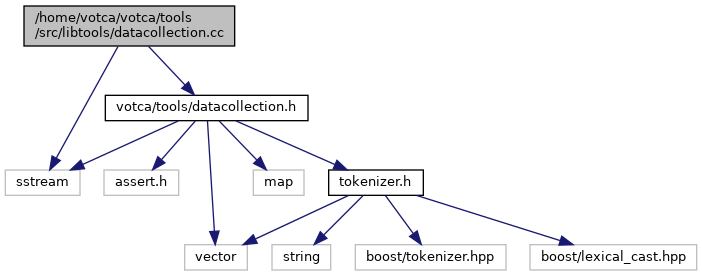 /home/votca/votca/tools
/src/libtools/datacollection.cc
votca/tools/datacollection.h
sstream
assert.h
map
tokenizer.h
vector
string
boost/tokenizer.hpp
boost/lexical_cast.hpp